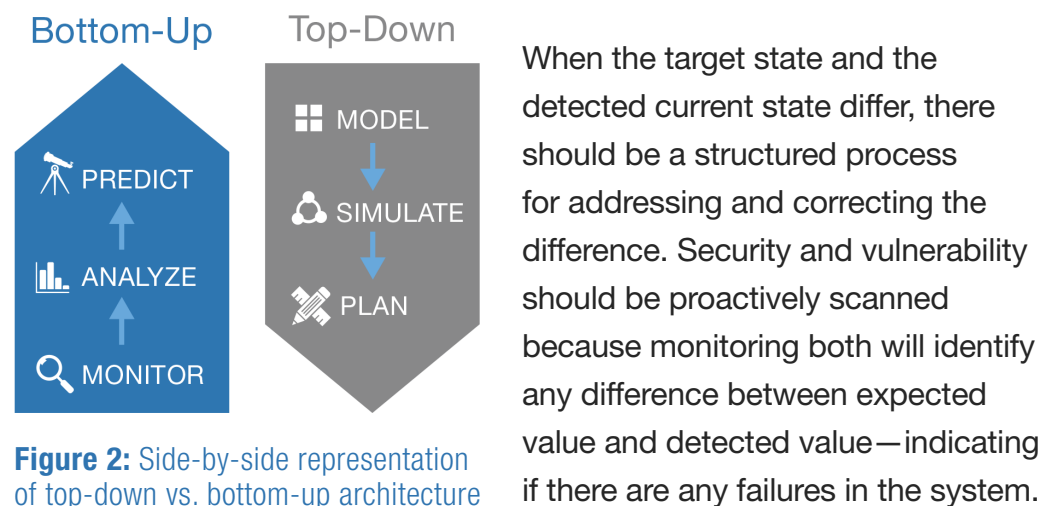 Bottom-Up
PREDICT
ANALYZE
MONITOR
Top-Down
MODEL
SIMULATE
PLAN
Figure 2: Side-by-side representation
of top-down vs. bottom-up architecture
When the target state and the
detected current state differ, there
should be a structured process
for addressing and correcting the
difference. Security and vulnerability
should be proactively scanned
because monitoring both will identify
any difference between expected
value and detected value—indicating
if there are any failures in the system.